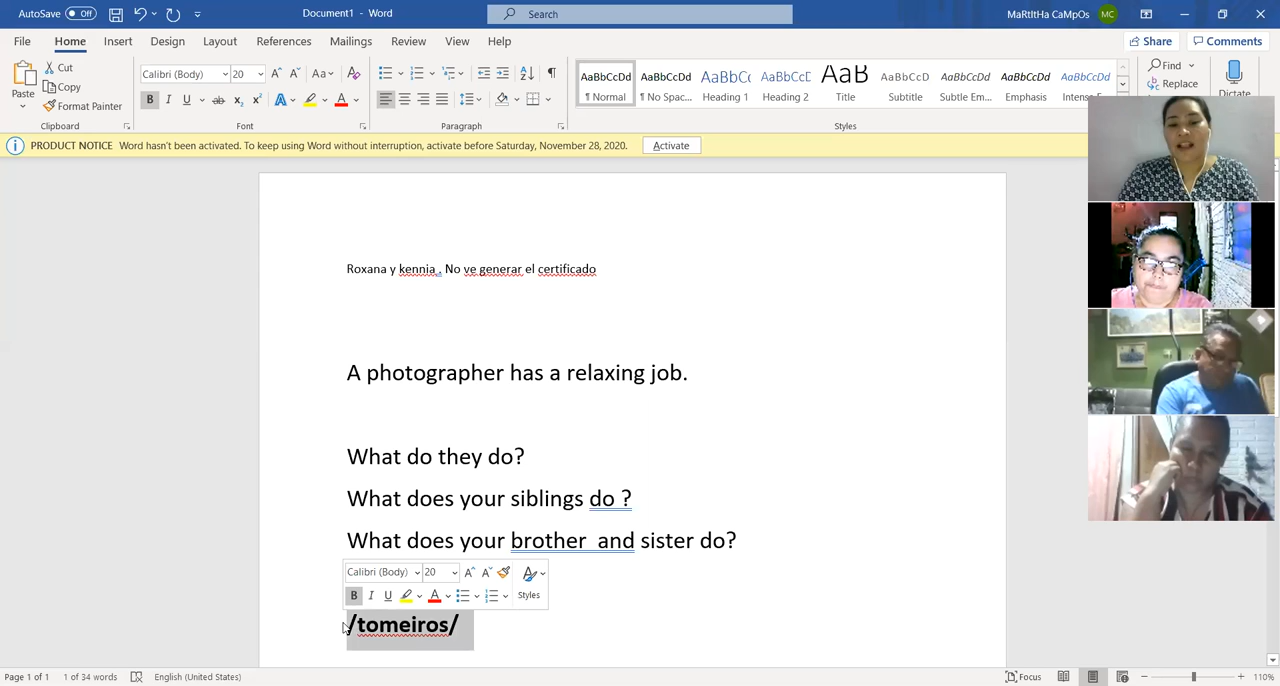 AutoSave Off Document1 - Word Search MaRtItHa CaMpOs MC
File Home Insert Design Layout References Mailings Review View Help Share Comments
Paste Cut Copy Format Painter
Calibri (Body) 20
AaBbCcDd AaBbCcDd AaBbCc AaBbCcE AaB AaBbCcD AaBbCcDd AaBbCcDd AaBbCcDd
¶ Normal ¶ No Spac... Heading 1 Heading 2 Title Subtitle Subtle Em... Emphasis Intense
Find Replace Dictate
Clipboard Font Paragraph Styles
PRODUCT NOTICE Word hasn't been activated. To keep using Word without interruption, activate before Saturday, November 28, 2020. Activate
Roxana y kennia . No ve generar el certificado
A photographer has a relaxing job.
What do they do?
What does your siblings do ?
What does your brother and sister do?
Calibri (Body) 20
B I U Styles
/tomeiros/
Page 1 of 1 1 of 34 words English (United States) Focus 110%